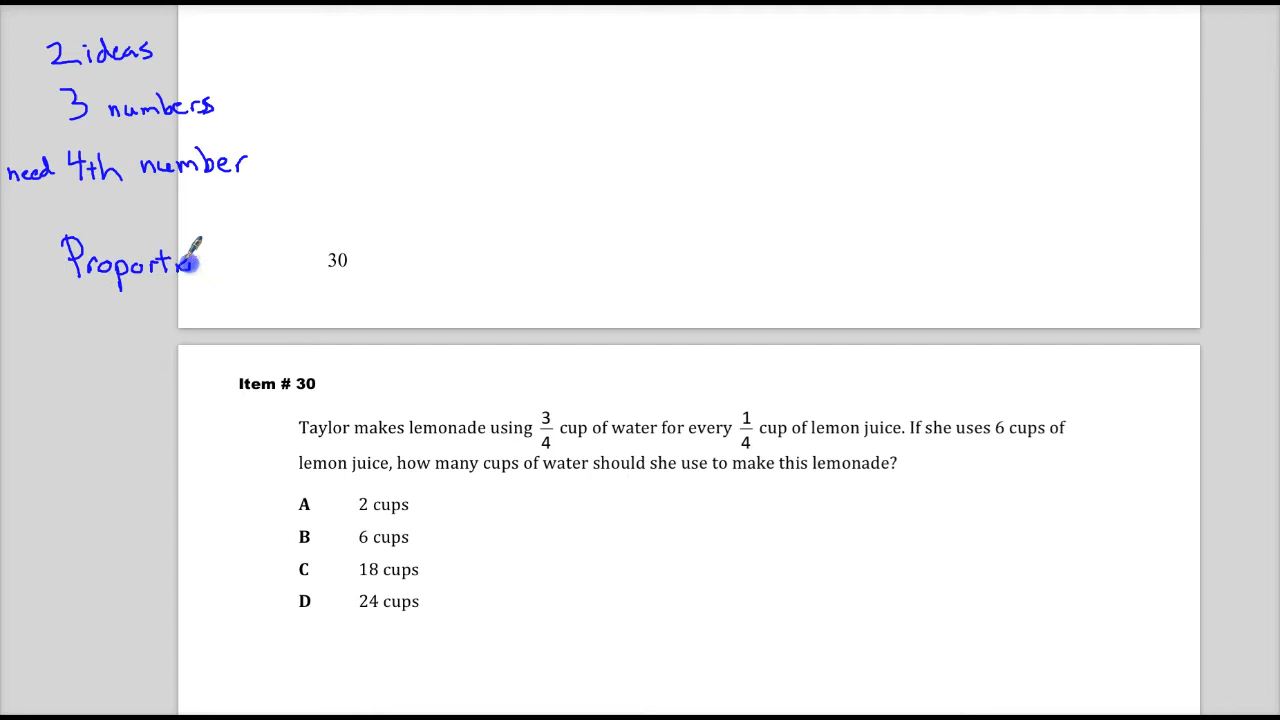 2 ideas
3 numbers
need 4th number
Proporti
30
Item # 30
Taylor makes lemonade using 3/4 cup of water for every 1/4 cup of lemon juice. If she uses 6 cups of
lemon juice, how many cups of water should she use to make this lemonade?
A 2 cups
B 6 cups
C 18 cups
D 24 cups